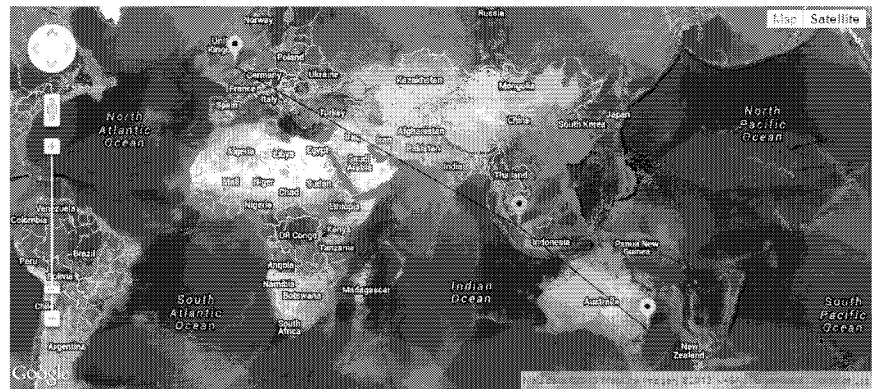 Norway
Russia
Map Satellite
United
Kingdom
Poland
Germany
Ukraine
France
Kazakhstan
Mongolia
Spain
Italy
Turkey
North
Atlantic
Ocean
China
Japan
South Korea
North
Pacific
Ocean
Iraq
Iran
Afghanistan
Pakistan
Algeria
Libya
Egypt
Saudi
Arabia
India
Thailand
Mali
Niger
Chad
Sudan
Nigeria
Ethiopia
Venezuela
Colombia
DR Congo
Kenya
Tanzania
Indonesia
Papua New
Guinea
Peru
Brazil
Bolivia
Angola
Namibia
Botswana
Madagascar
South
Atlantic
Ocean
Indian
Ocean
Australia
South
Pacific
Ocean
South
Africa
New
Zealand
Argentina
Google